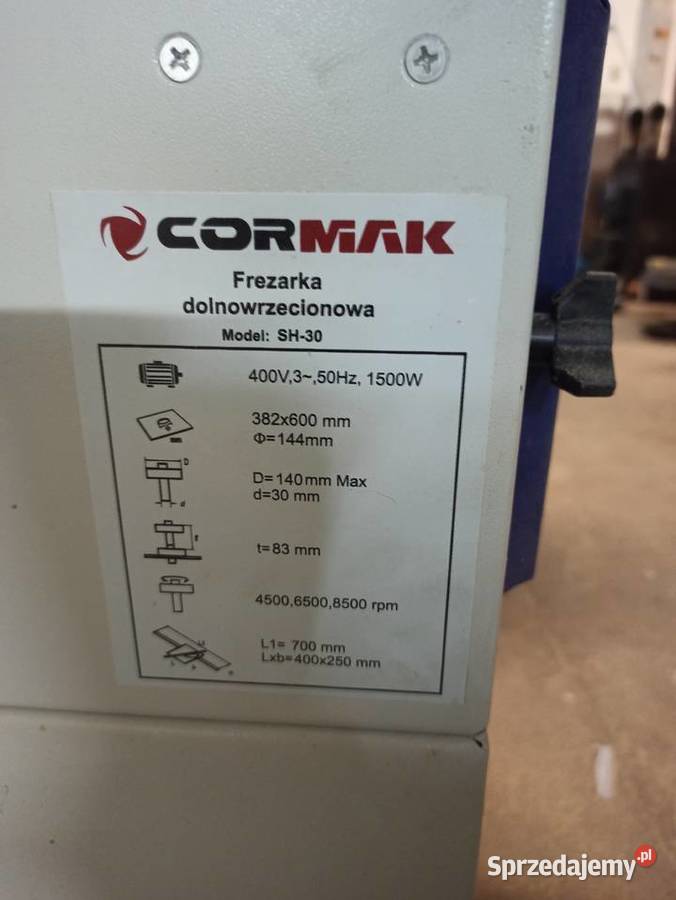 CORMAK
Frezarka
dolnowrzecionowa
Model: SH-30
400V,3~,50Hz, 1500W
382x600 mm
Φ=144mm
D=140mm Max
d=30 mm
t=83 mm
4500,6500,8500 rpm
L1= 700 mm
Lxb=400x250 mm
Sprzedajemy.pl